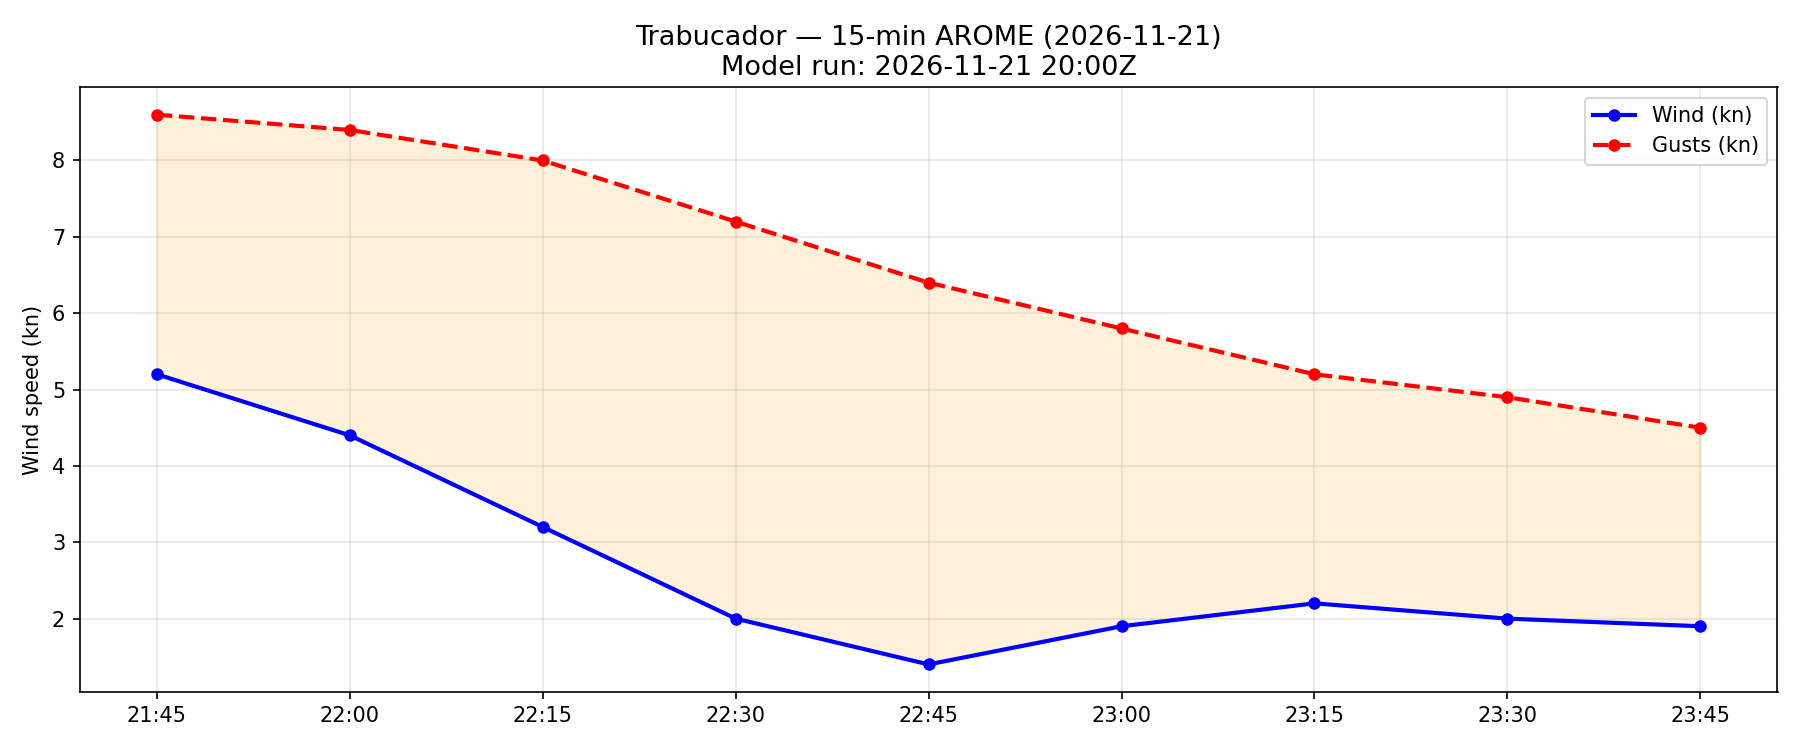 Trabucador — 15-min AROME (2026-11-21)
Model run: 2026-11-21 20:00Z
Wind (kn)
Gusts (kn)
Wind speed (kn)
8
7
6
5
4
3
2
21:45 22:00 22:15 22:30 22:45 23:00 23:15 23:30 23:45